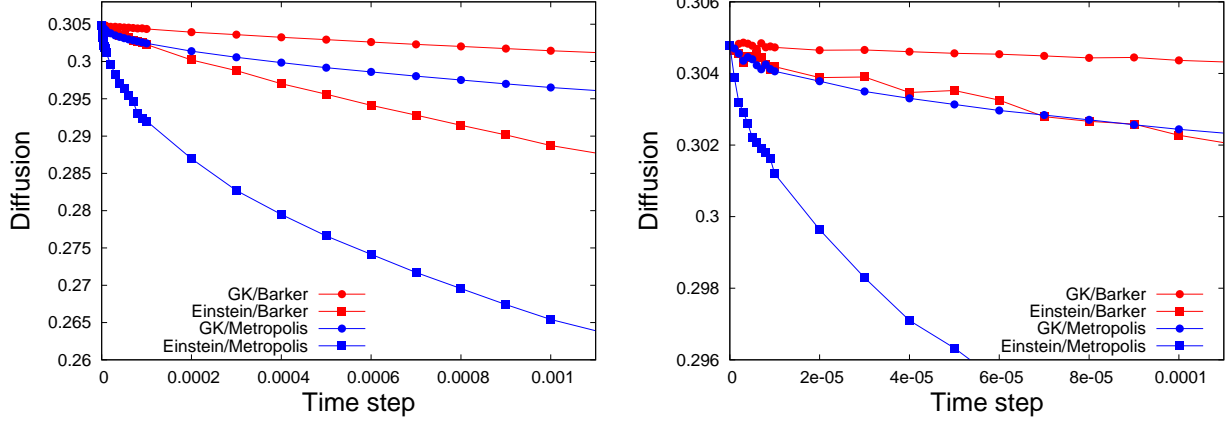 0.305
0.3
0.295
0.29
0.285
0.28
0.275
0.27
0.265
0.26
Diffusion
GK/Barker
Einstein/Barker
GK/Metropolis
Einstein/Metropolis
0 0.0002 0.0004 0.0006 0.0008 0.001
Time step
0.306
0.304
0.302
0.3
0.298
0.296
Diffusion
GK/Barker
Einstein/Barker
GK/Metropolis
Einstein/Metropolis
0 2e-05 4e-05 6e-05 8e-05 0.0001
Time step